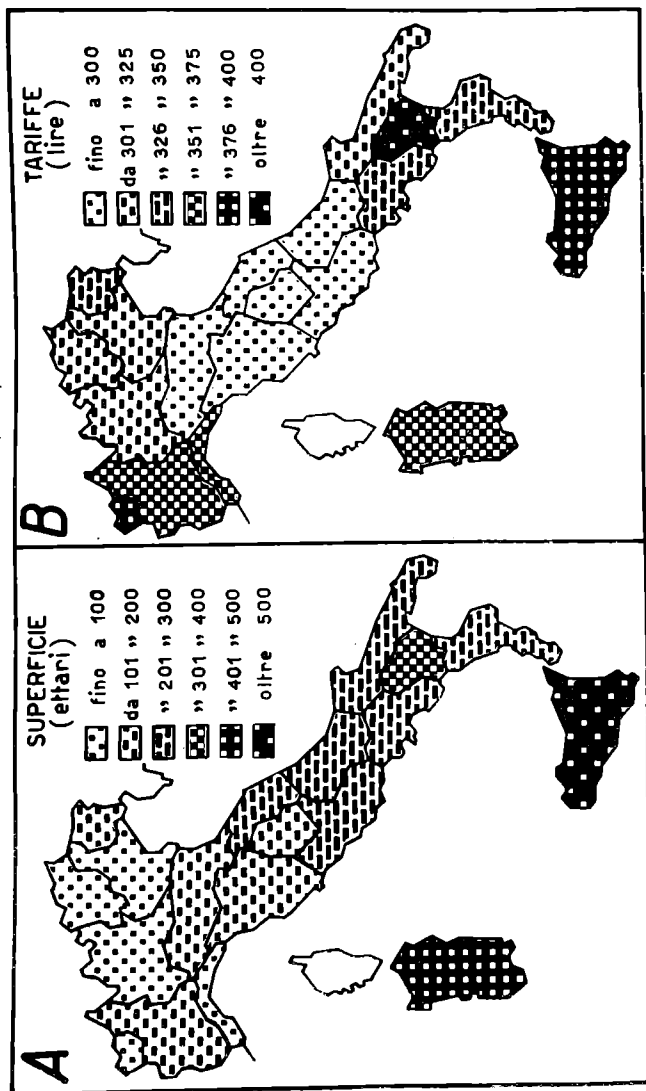 A
SUPERFICIE
(ettari)
fino a 100
da 101 „ 200
„ 201 „ 300
„ 301 „ 400
„ 401 „ 500
oltre 500
B
TARIFFE
(lire)
fino a 300
da 301 „ 325
„ 326 „ 350
„ 351 „ 375
„ 376 „ 400
oltre 400